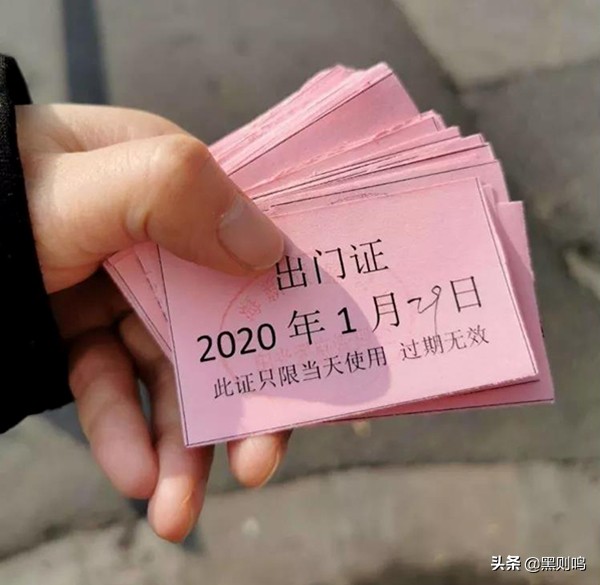 出门证
2020 年 1 月 29 日
此证只限当天使用 过期无效
头条 @黑则鸣